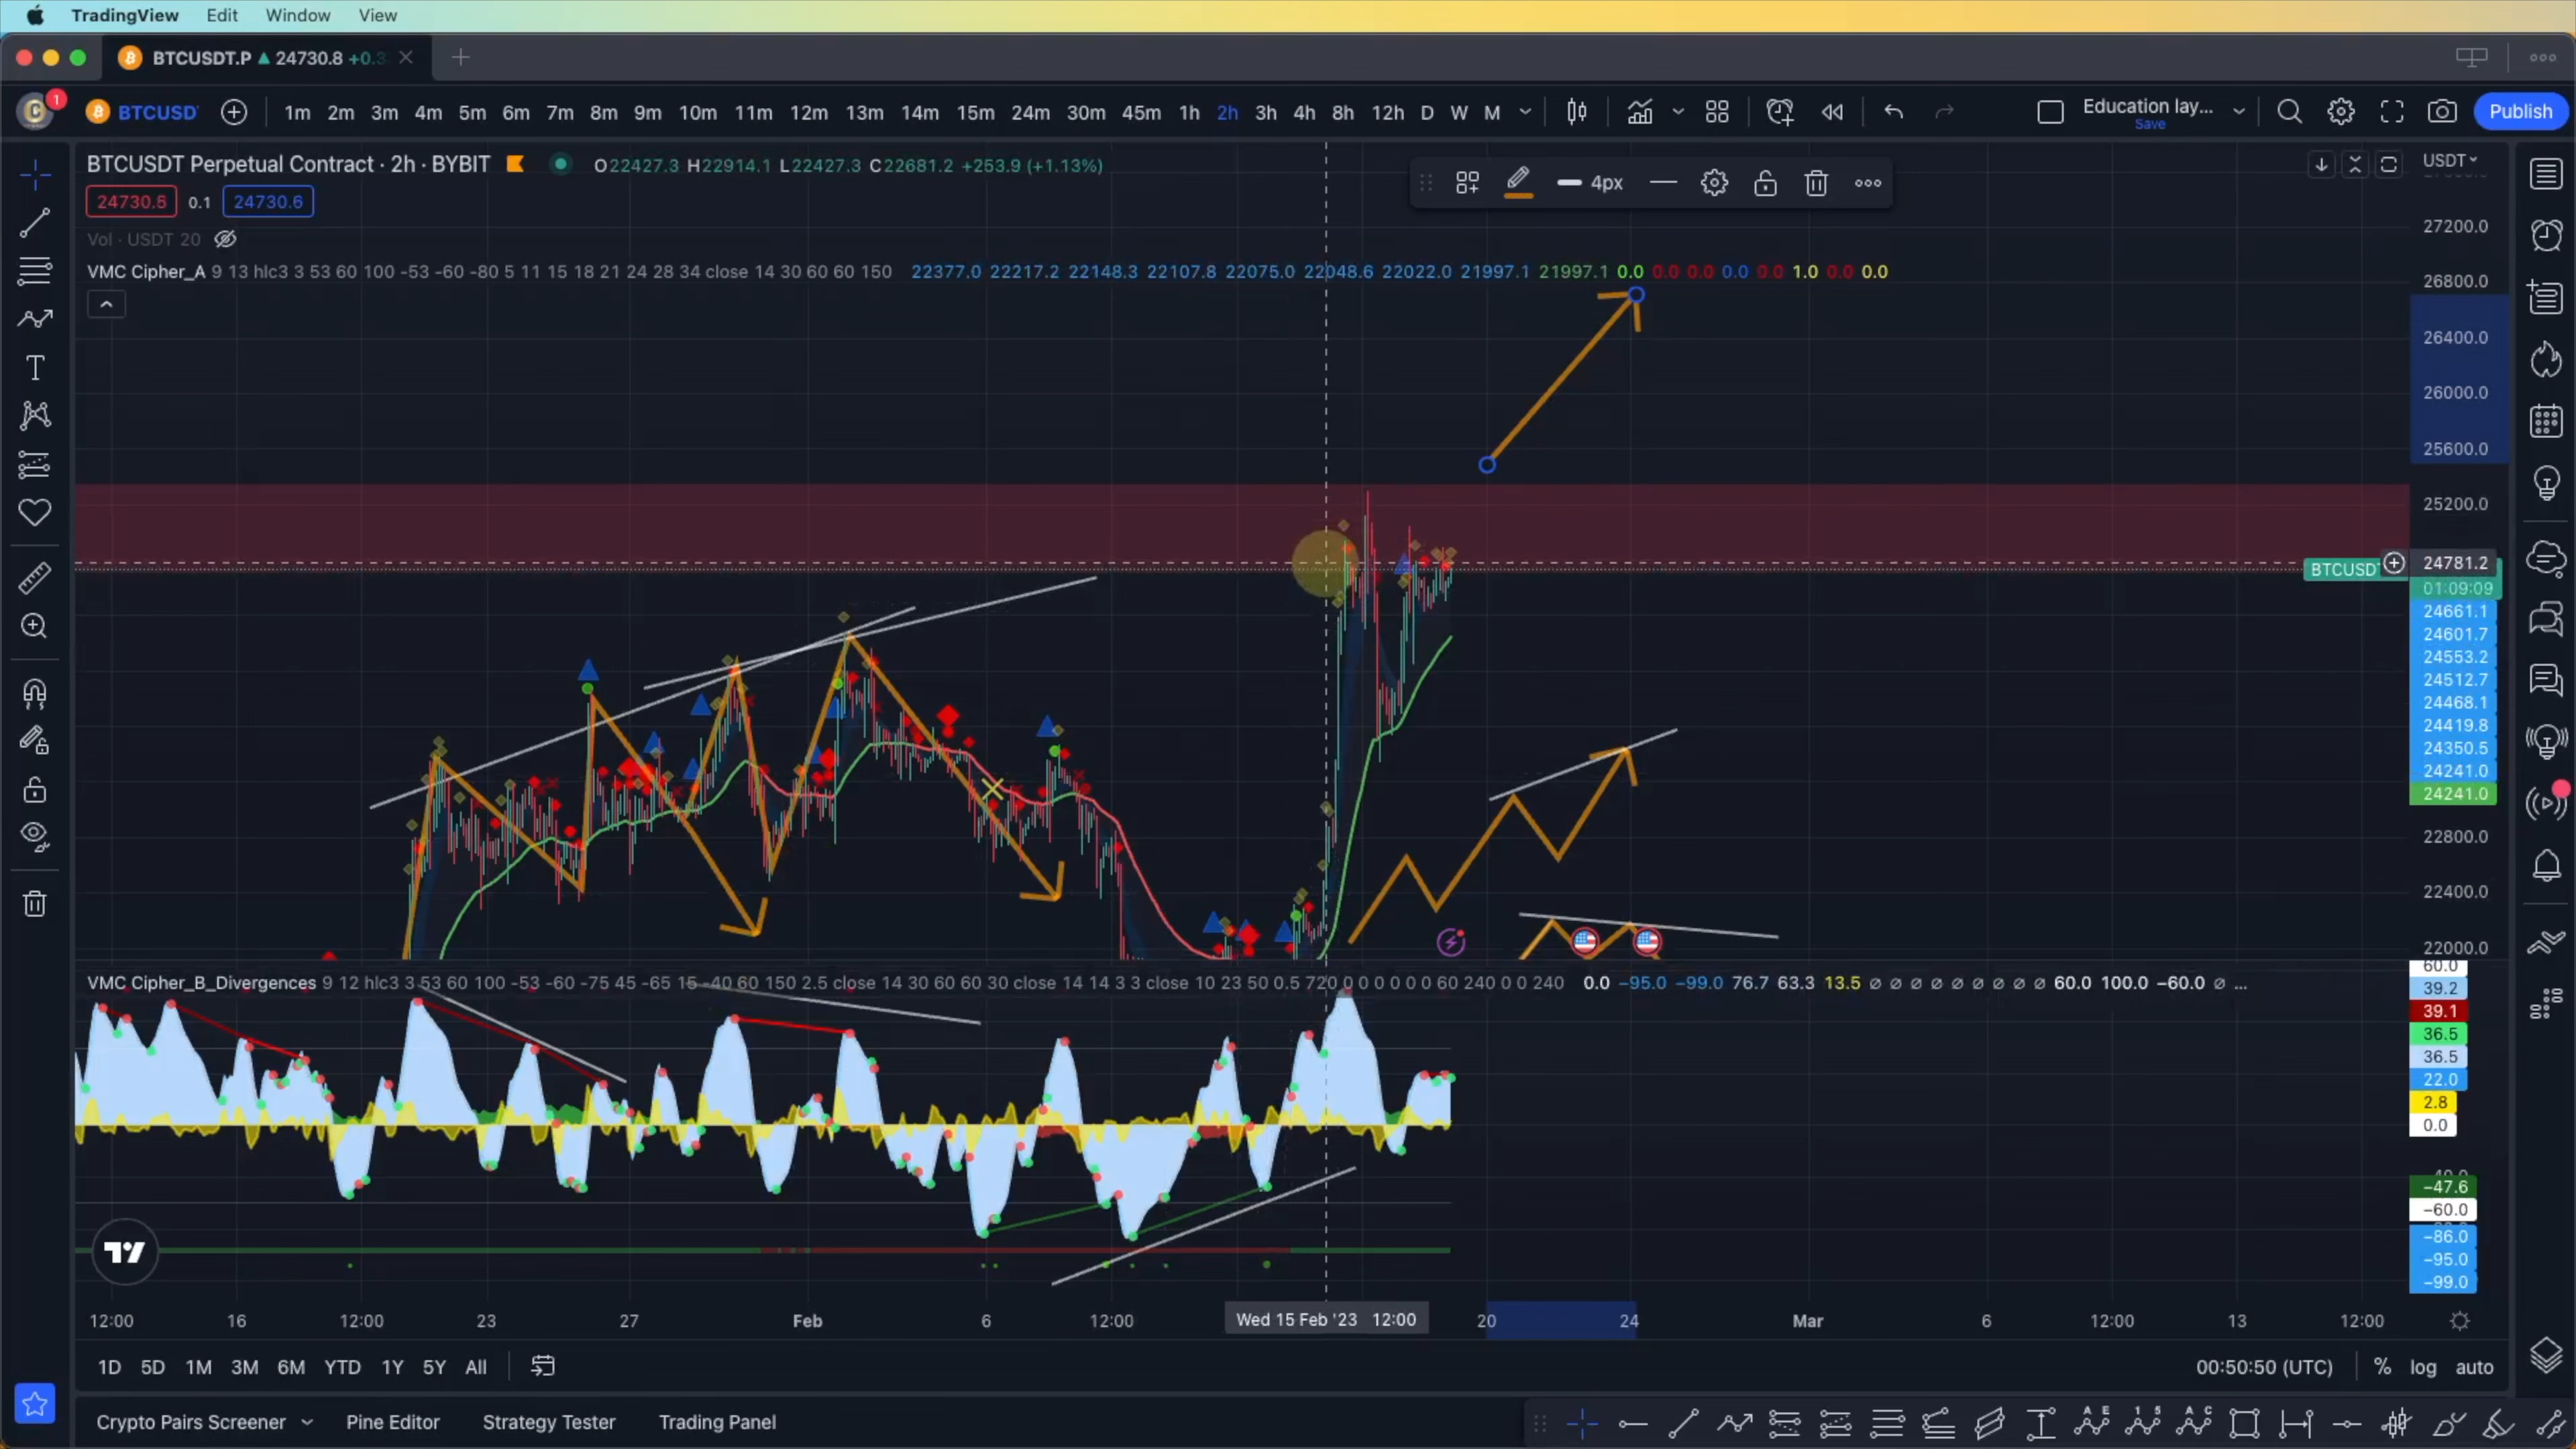 TradingView Edit Window View
BTCUSDT.P ▲ 24730.8 +0.3
1 BTCUSD 1m 2m 3m 4m 5m 6m 7m 8m 9m 10m 11m 12m 13m 14m 15m 24m 30m 45m 1h 2h 3h 4h 8h 12h D W M Education lay... Save Publish
BTCUSDT Perpetual Contract · 2h · BYBIT O22427.3 H22914.1 L22427.3 C22681.2 +253.9 (+1.13%)
4px
USDT
24730.6 0.1 24730.6
Vol · USDT 20
VMC Cipher_A 9 13 hlc3 3 53 60 100 -53 -60 -80 5 11 15 18 21 24 28 34 close 14 30 60 60 150 22377.0 22217.2 22148.3 22107.8 22075.0 22048.6 22022.0 21997.1 21997.1 0.0 0.0 0.0 0.0 0.0 1.0 0.0 0.0
27200.0
26800.0
26400.0
26000.0
25600.0
25200.0
BTCUSDT 24781.2
01:09:09
24661.1
24601.7
24553.2
24512.7
24468.1
24419.8
24350.5
24241.0
24241.0
22800.0
22400.0
22000.0
VMC Cipher_B_Divergences 9 12 hlc3 3 53 60 100 -53 -60 -75 45 -65 15 -40 60 150 2.5 close 14 30 60 60 30 close 14 14 3 3 close 10 23 50 0.5 720 0 0 0 0 0 60 240 0 0 240 0.0 −95.0 −99.0 76.7 63.3 13.5 ∅ ∅ ∅ ∅ ∅ ∅ ∅ ∅ ∅ 60.0 100.0 −60.0 ∅ ...
60.0
39.2
39.1
36.5
36.5
22.0
2.8
0.0
−47.6
−60.0
−86.0
−95.0
−99.0
12:00 16 12:00 23 27 Feb 6 12:00 Wed 15 Feb '23 12:00 20 24 Mar 6 12:00 13 12:00
1D 5D 1M 3M 6M YTD 1Y 5Y All 00:50:50 (UTC) % log auto
Crypto Pairs Screener Pine Editor Strategy Tester Trading Panel